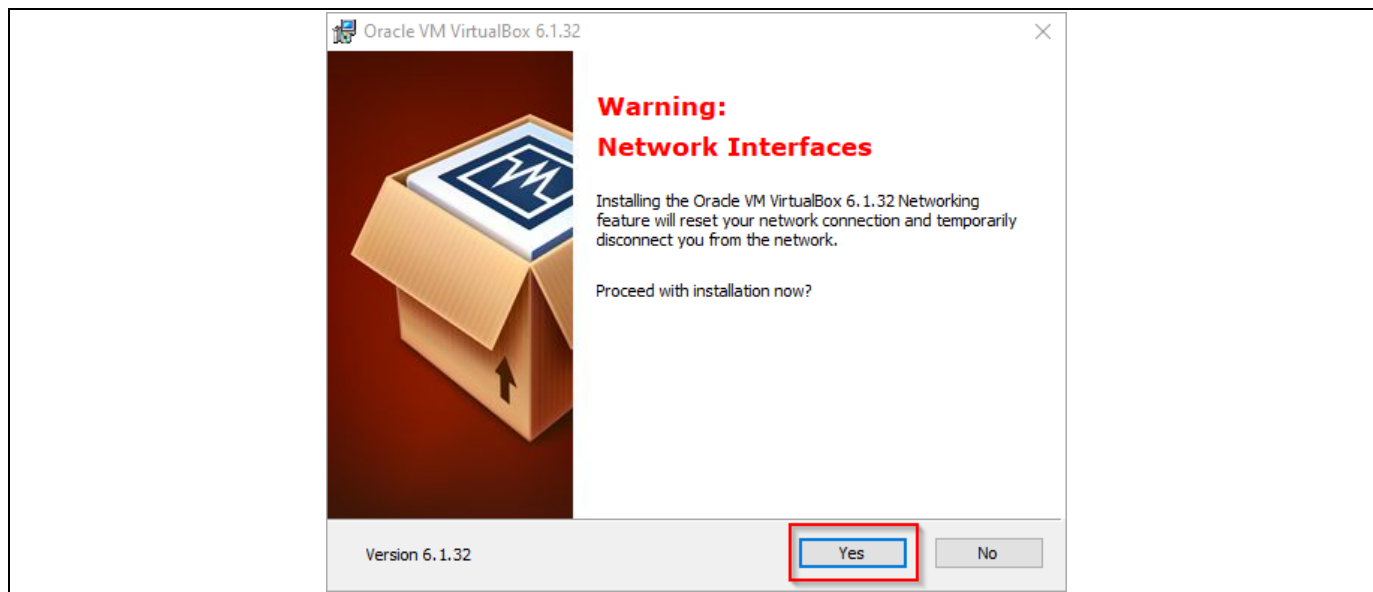 Oracle VM VirtualBox 6.1.32
Warning:
Network Interfaces
Installing the Oracle VM VirtualBox 6.1.32 Networking
feature will reset your network connection and temporarily
disconnect you from the network.
Proceed with installation now?
Version 6.1.32
Yes
No